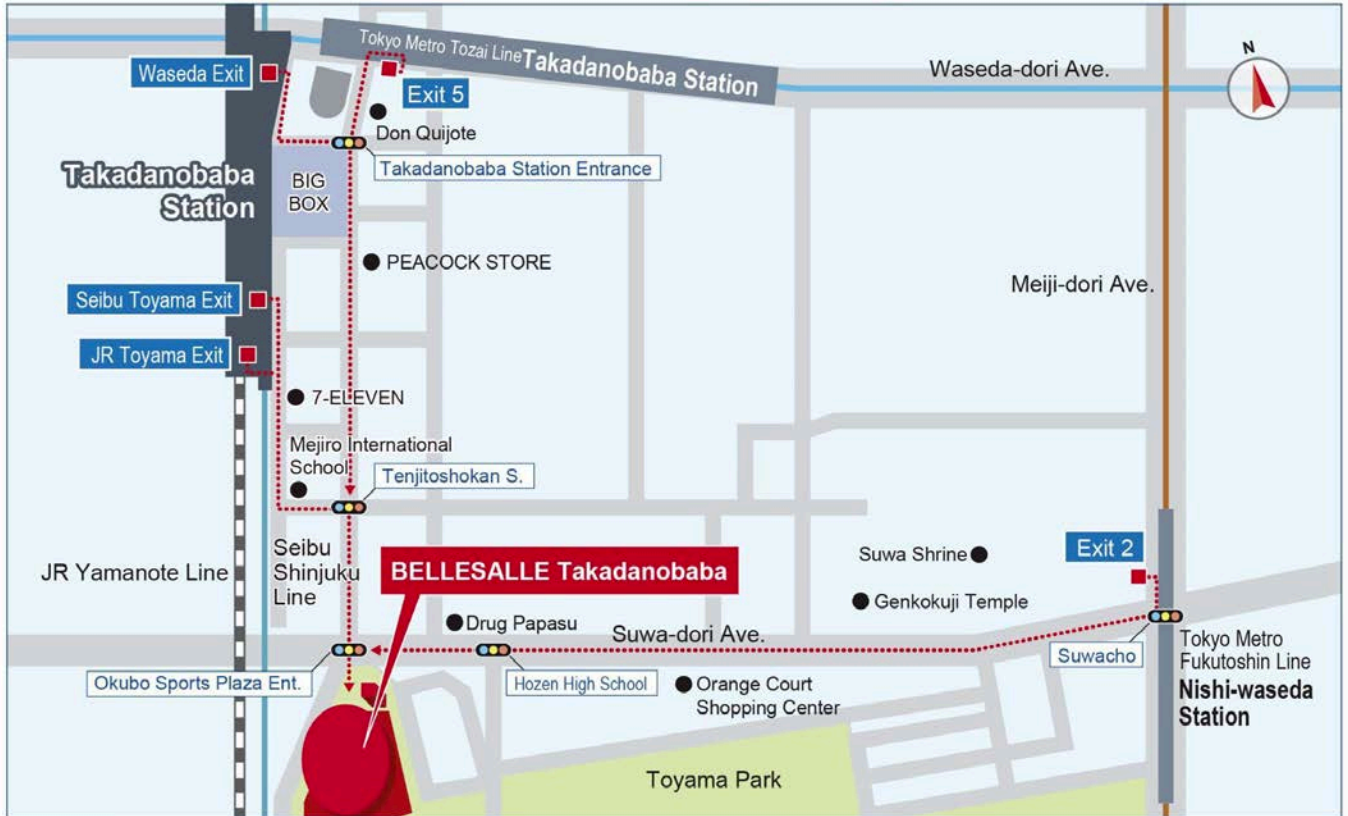 Tokyo Metro Tozai Line Takadanobaba Station
N
Waseda Exit
Exit 5
Waseda-dori Ave.
Don Quijote
Takadanobaba Station Entrance
Takadanobaba
Station
BIG
BOX
PEACOCK STORE
Meiji-dori Ave.
Seibu Toyama Exit
JR Toyama Exit
7-ELEVEN
Mejiro International
School
Tenjitoshokan S.
JR Yamanote Line
Seibu
Shinjuku
Line
BELLESALLE Takadanobaba
Suwa Shrine
Exit 2
Genkokuji Temple
Drug Papasu
Suwa-dori Ave.
Suwacho
Tokyo Metro
Fukutoshin Line
Nishi-waseda
Station
Okubo Sports Plaza Ent.
Hozen High School
Orange Court
Shopping Center
Toyama Park